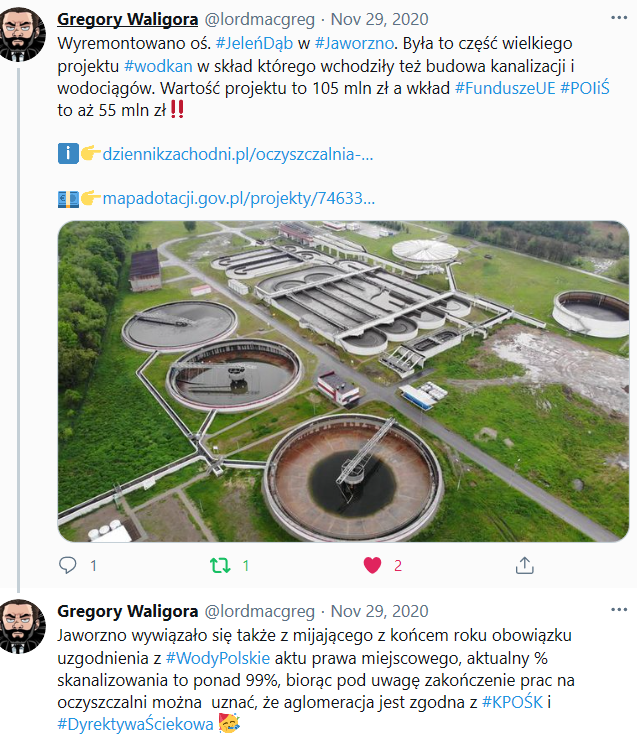 Gregory Waligora @lordmacgreg · Nov 29, 2020
Wyremontowano oś. #JeleńDąb w #Jaworzno. Była to część wielkiego
projektu #wodkan w skład którego wchodziły też budowa kanalizacji i
wodociągów. Wartość projektu to 105 mln zł a wkład #FunduszeUE #POIiŚ
to aż 55 mln zł‼️
ℹ️👉dziennikzachodni.pl/oczyszczalnia-...
💶👉mapadotacji.gov.pl/projekty/74633...
1 1 2
Gregory Waligora @lordmacgreg · Nov 29, 2020
Jaworzno wywiązało się także z mijającego z końcem roku obowiązku
uzgodnienia z #WodyPolskie aktu prawa miejscowego, aktualny %
skanalizowania to ponad 99%, biorąc pod uwagę zakończenie prac na
oczyszczalni można uznać, że aglomeracja jest zgodna z #KPOŚK i
#DyrektywaŚciekowa 🥳